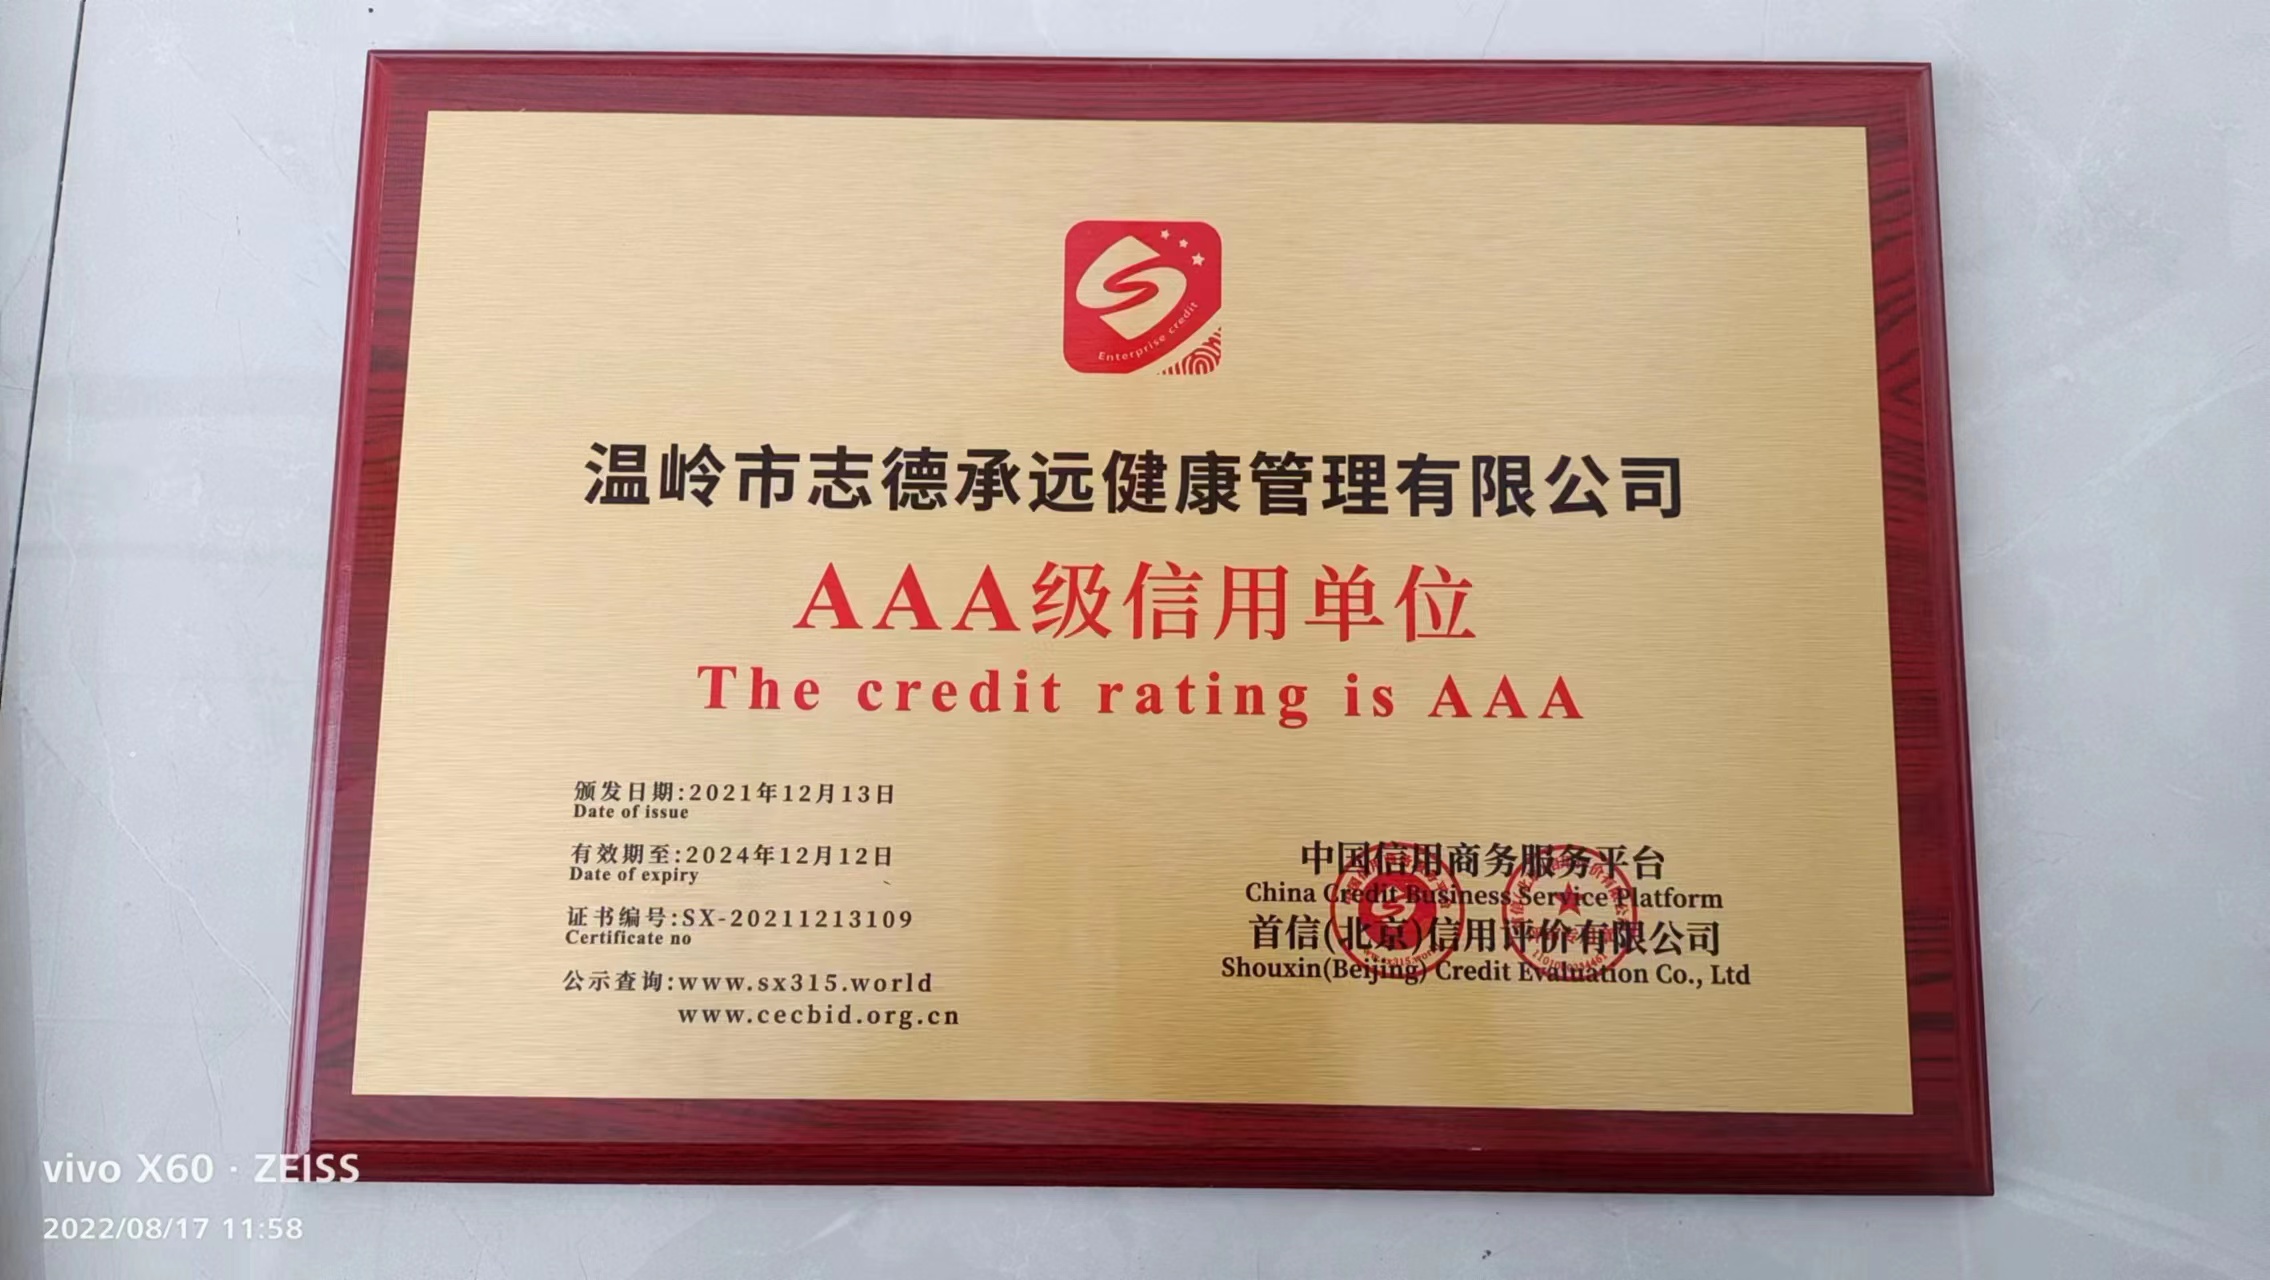 Enterprise credit
温岭市志德承远健康管理有限公司
AAA级信用单位
The credit rating is AAA
颁发日期:2021年12月13日
Date of issue
有效期至:2024年12月12日
Date of expiry
证书编号:SX-20211213109
Certificate no
公示查询:www.sx315.world
www.cecbid.org.cn
中国信用商务服务平台
China Credit Business Service Platform
首信(北京)信用评价有限公司
Shouxin(Beijing) Credit Evaluation Co., Ltd
vivo X60 · ZEISS
2022/08/17 11:58